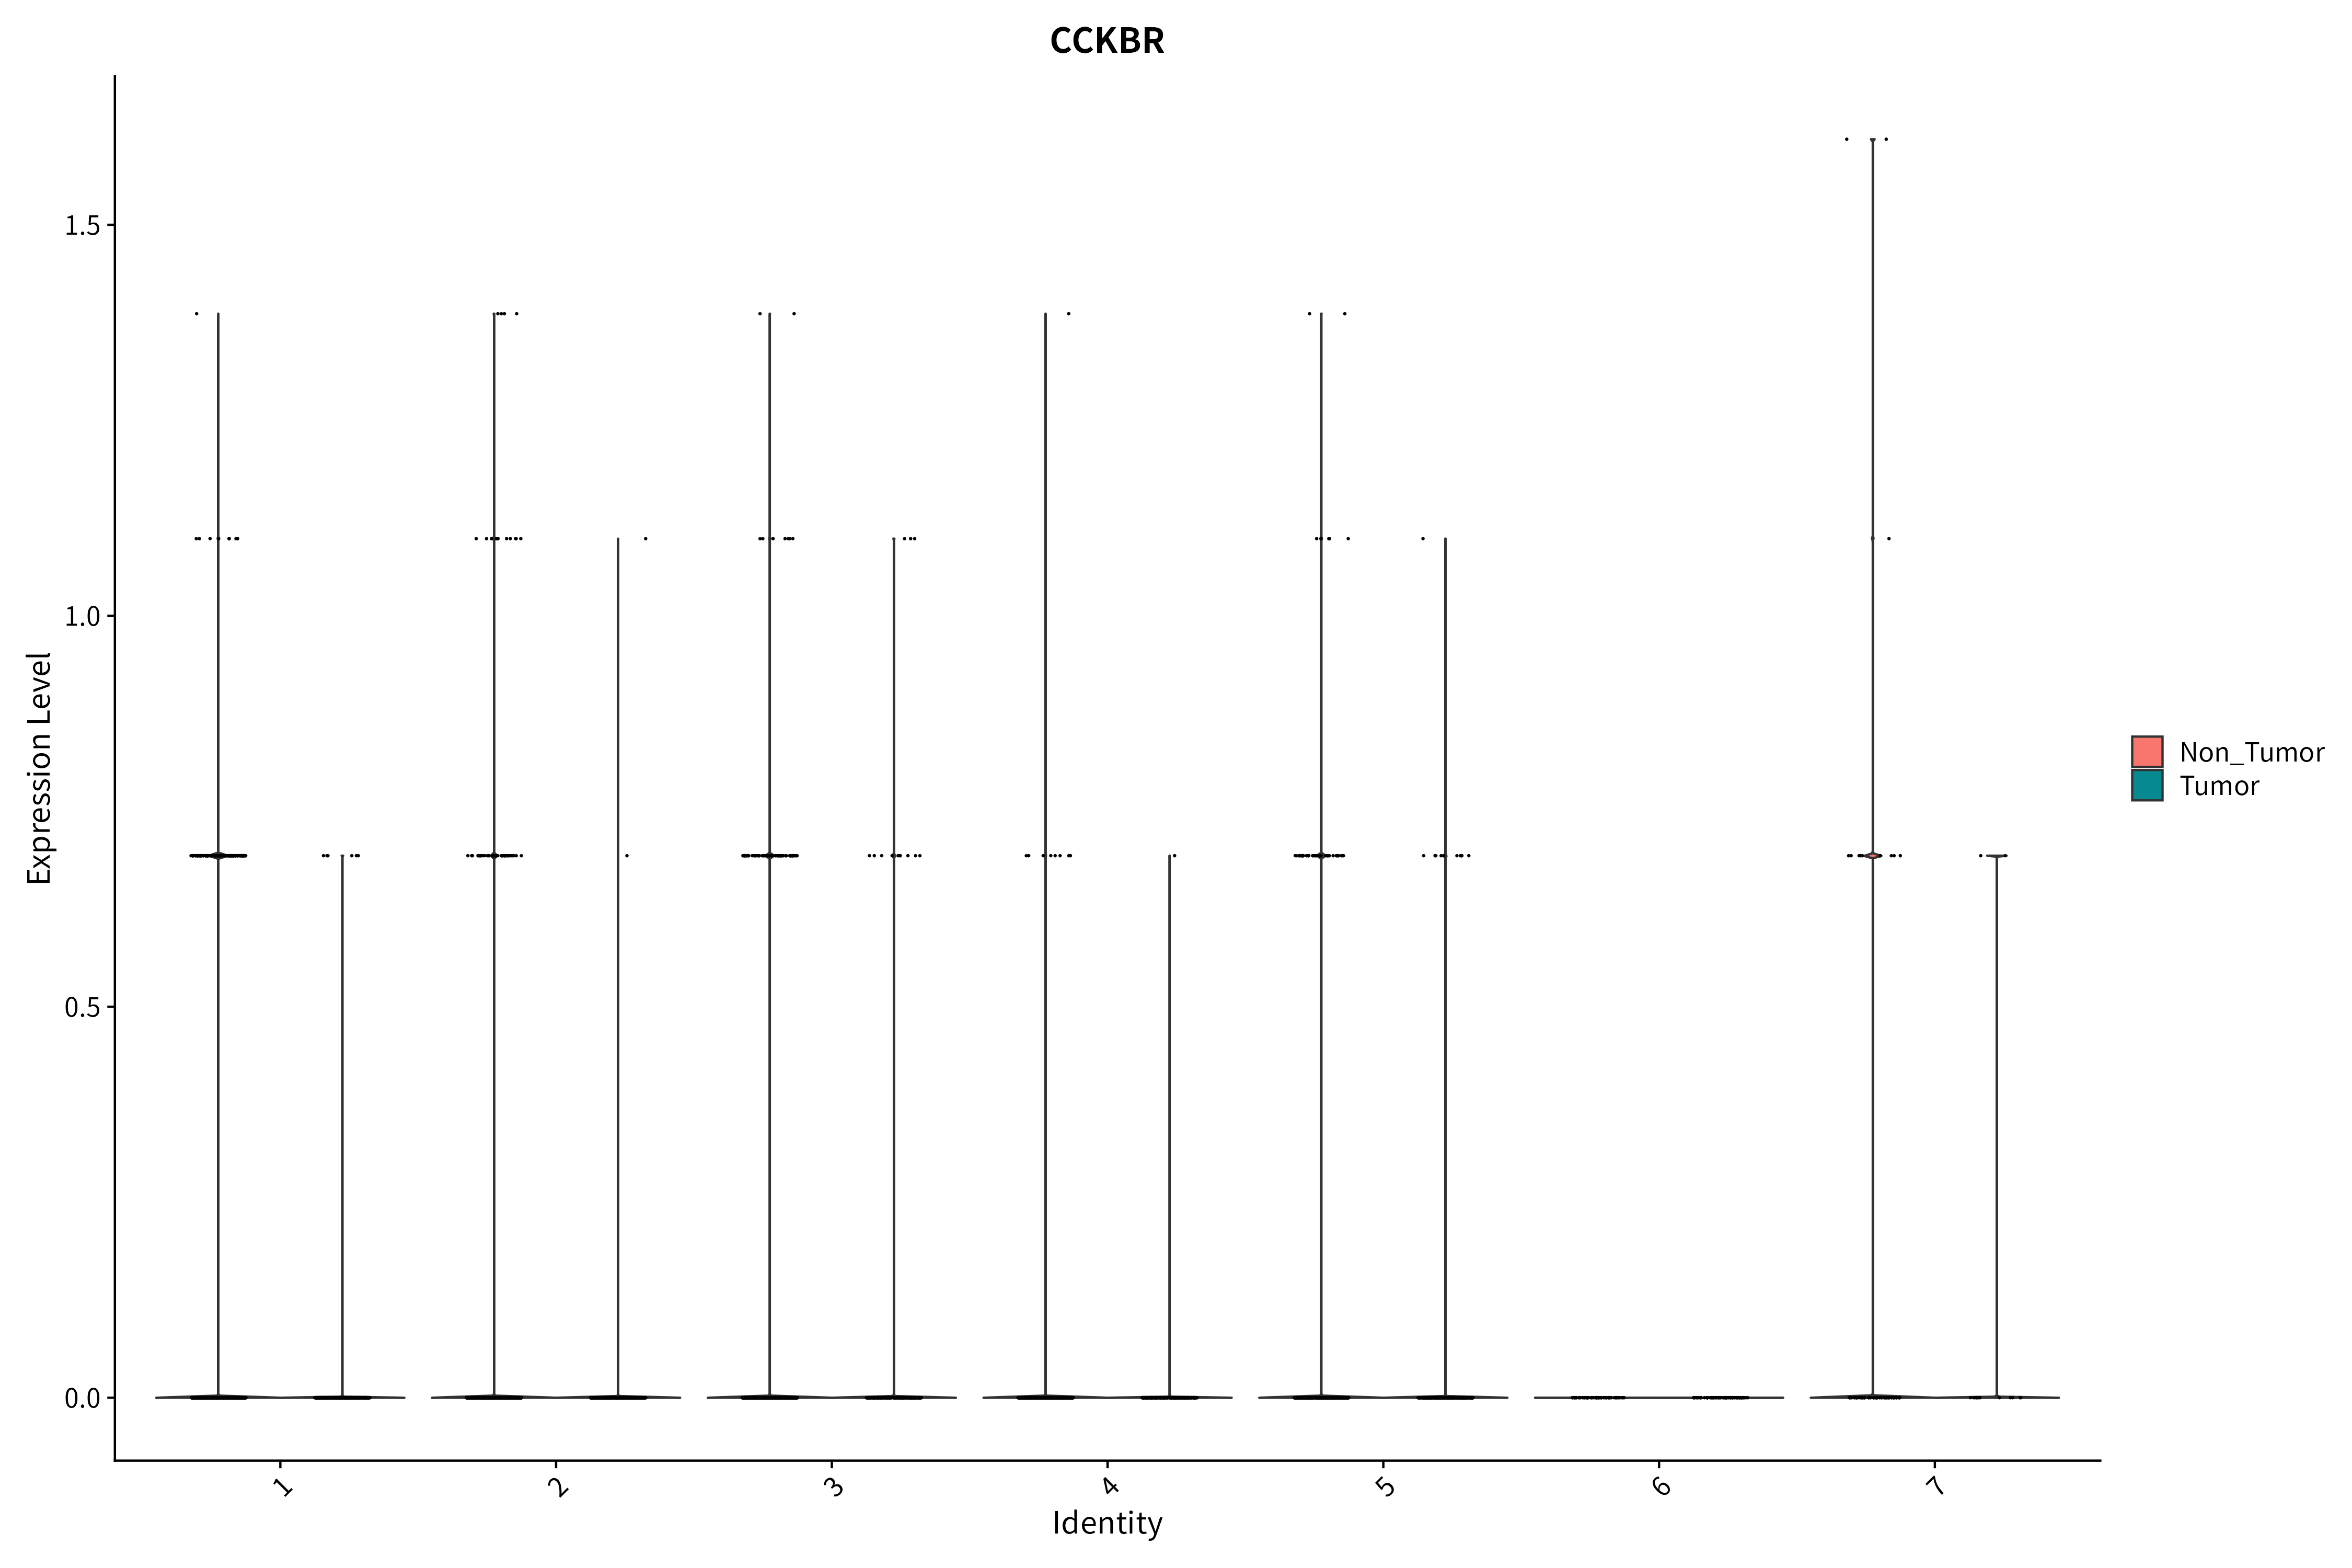 CCKBR
Expression Level
1.5
1.0
0.5
0.0
1
2
3
4
5
6
7
Identity
Non_Tumor
Tumor